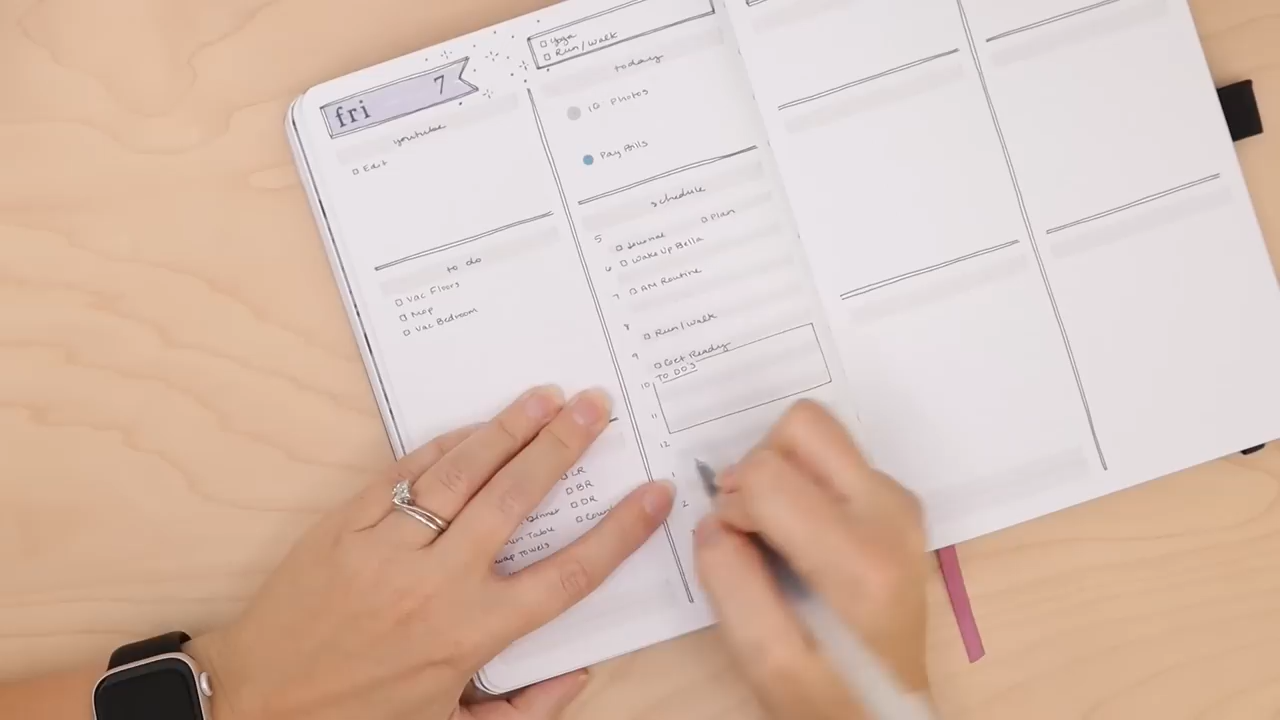 fri 7
youtube
□ Edit
to do
□ Vac Floors
□ Mop
□ Vac Bedroom
□ LR
□ BR
□ DR
Table
Towels
□ Yoga
□ Run/Walk
today
10 Photos
Pay Bills
schedule
5 □ Journal □ Plan
6 □ Wake Up Bella
7 □ AM Routine
8 □ Run/Walk
9 □ Get Ready
10 TO DO'S
11
12
1
2